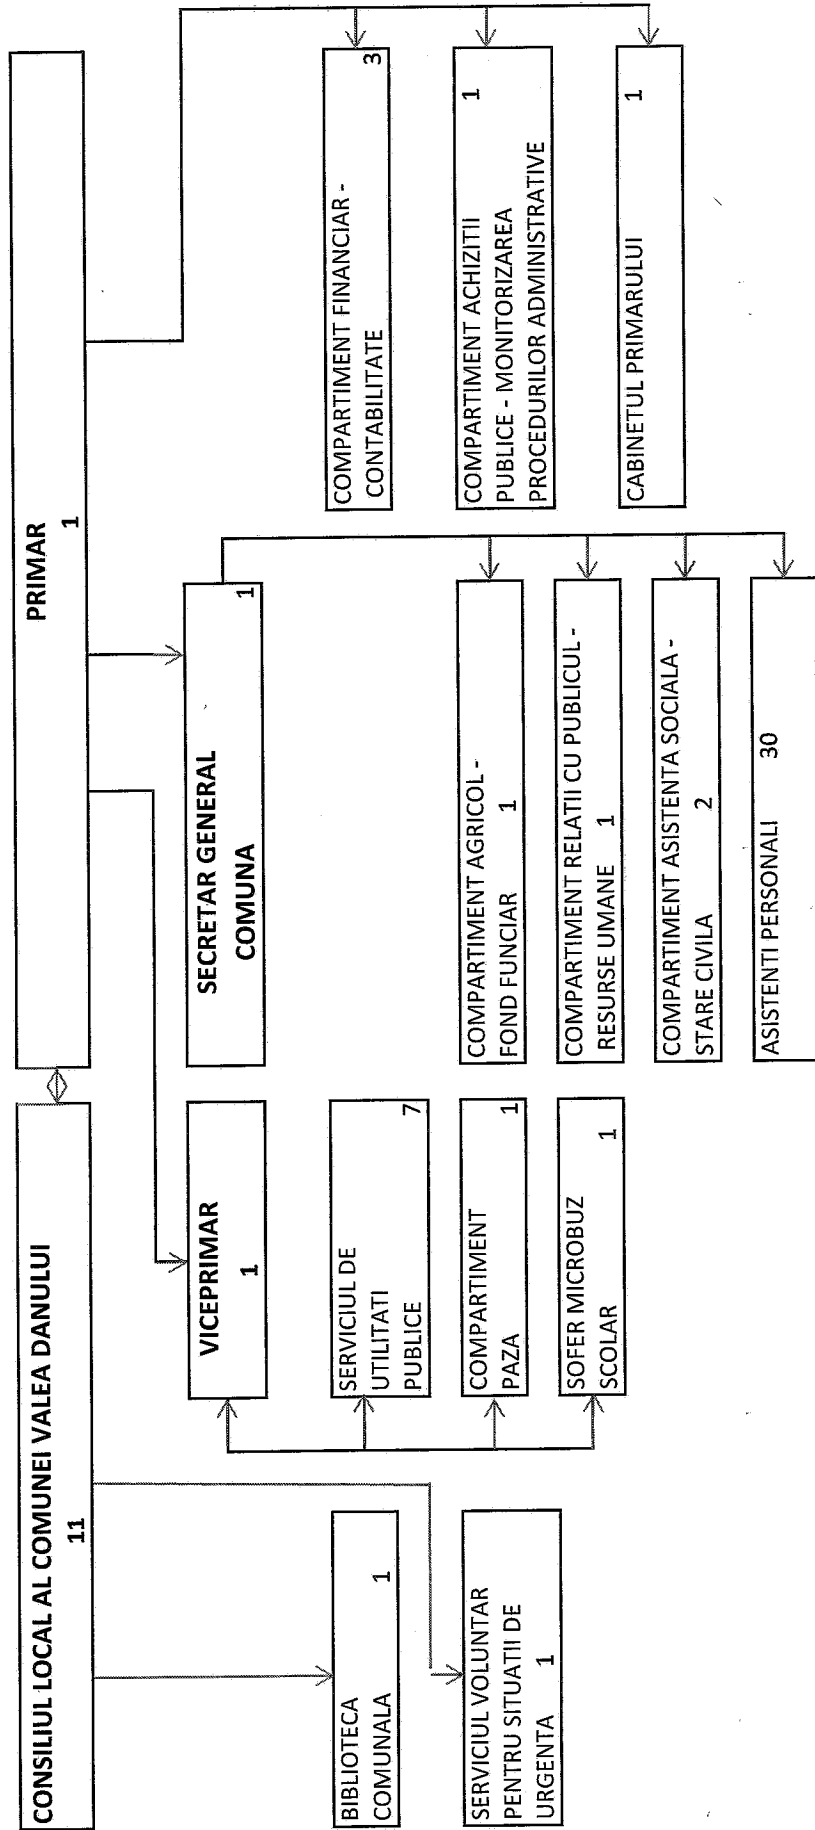 CONSILIUL LOCAL AL COMUNEI VALEA DANULUI
11
PRIMAR
1
VICEPRIMAR
1
SECRETAR GENERAL 1
COMUNA
BIBLIOTECA
COMUNALA 1
SERVICIUL VOLUNTAR
PENTRU SITUATII DE
URGENTA 1
SERVICIUL DE
UTILITATI
PUBLICE 7
COMPARTIMENT
PAZA 1
SOFER MICROBUZ
SCOLAR 1
COMPARTIMENT AGRICOL -
FOND FUNCIAR 1
COMPARTIMENT RELATII CU PUBLICUL -
RESURSE UMANE 1
COMPARTIMENT ASISTENTA SOCIALA -
STARE CIVILA 2
ASISTENTI PERSONALI 30
COMPARTIMENT FINANCIAR -
CONTABILITATE 3
COMPARTIMENT ACHIZITII 1
PUBLICE - MONITORIZAREA
PROCEDURILOR ADMINISTRATIVE
CABINETUL PRIMARULUI 1